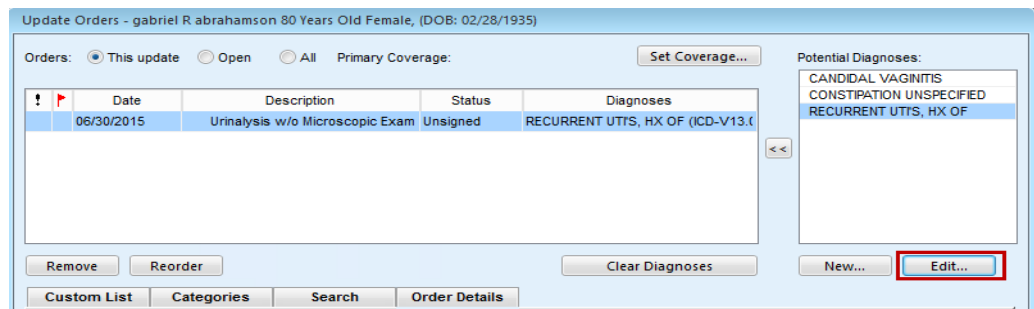 Update Orders - gabriel R abrahamson 80 Years Old Female, (DOB: 02/28/1935)
Orders: This update Open All Primary Coverage: Set Coverage... Potential Diagnoses:
CANDIDAL VAGINITIS
CONSTIPATION UNSPECIFIED
RECURRENT UTI'S, HX OF
! Date Description Status Diagnoses
06/30/2015 Urinalysis w/o Microscopic Exam Unsigned RECURRENT UTI'S, HX OF (ICD-V13.(
<<
Remove Reorder Clear Diagnoses New... Edit...
Custom List Categories Search Order Details